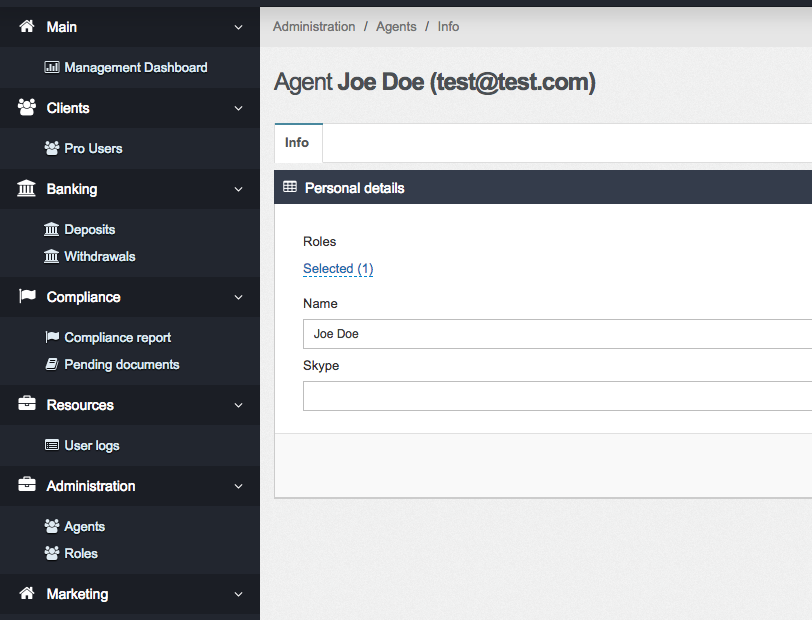 Main
Management Dashboard
Clients
Pro Users
Banking
Deposits
Withdrawals
Compliance
Compliance report
Pending documents
Resources
User logs
Administration
Agents
Roles
Marketing
Administration / Agents / Info
Agent Joe Doe (test@test.com)
Info
Personal details
Roles
Selected (1)
Name
Joe Doe
Skype